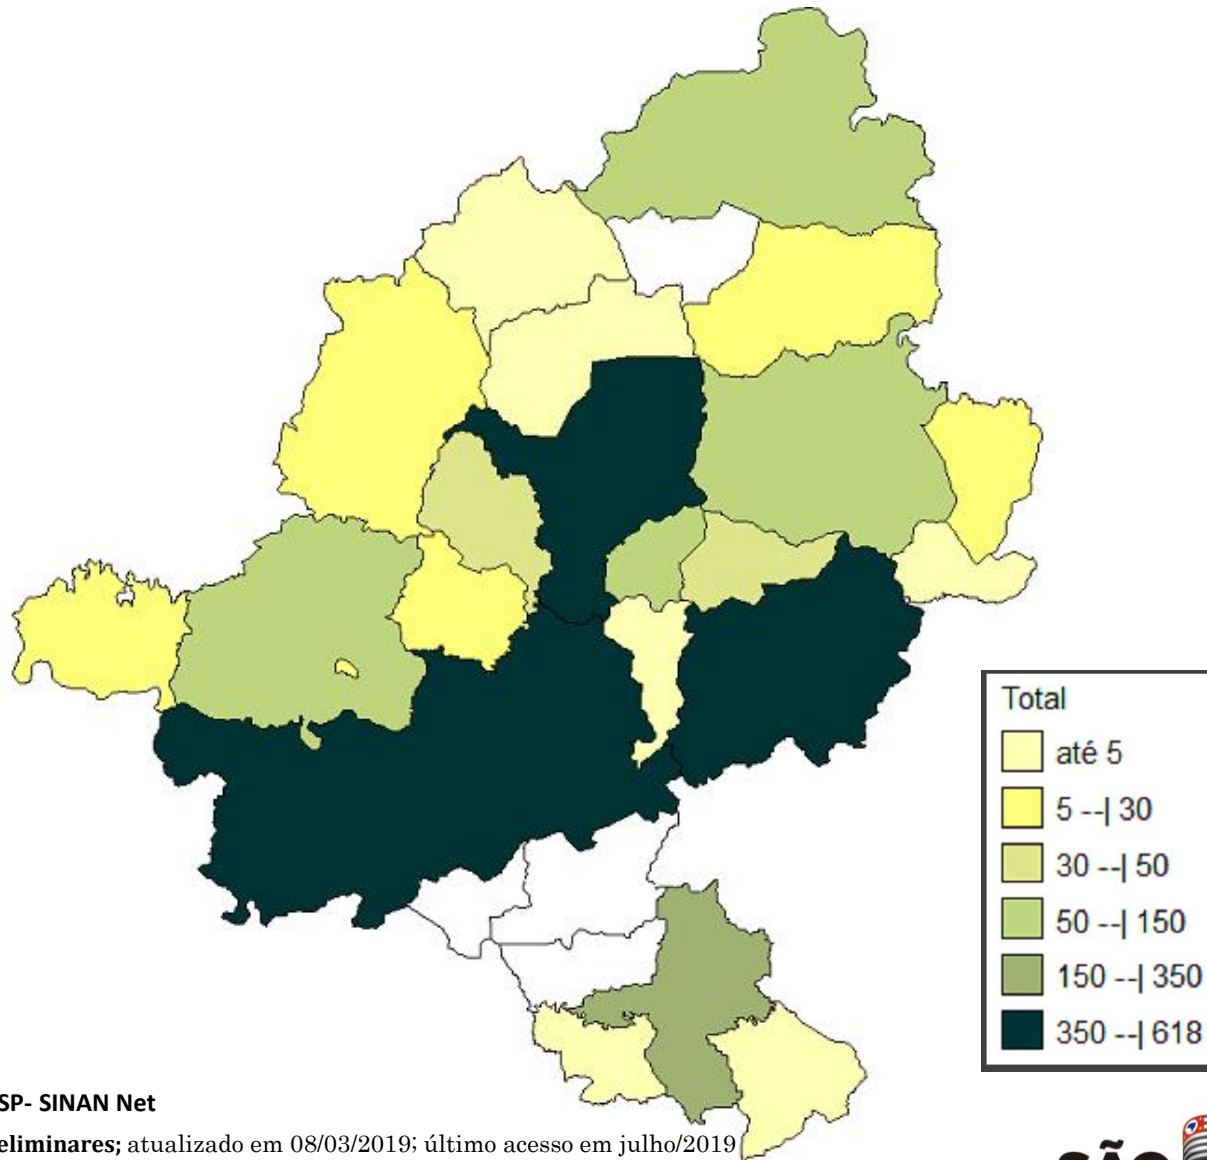 Total
até 5
5 --| 30
30 --| 50
50 --| 150
150 --| 350
350 --| 618
SP- SINAN Net
eliminares; atualizado em 08/03/2019; último acesso em julho/2019
SÃO